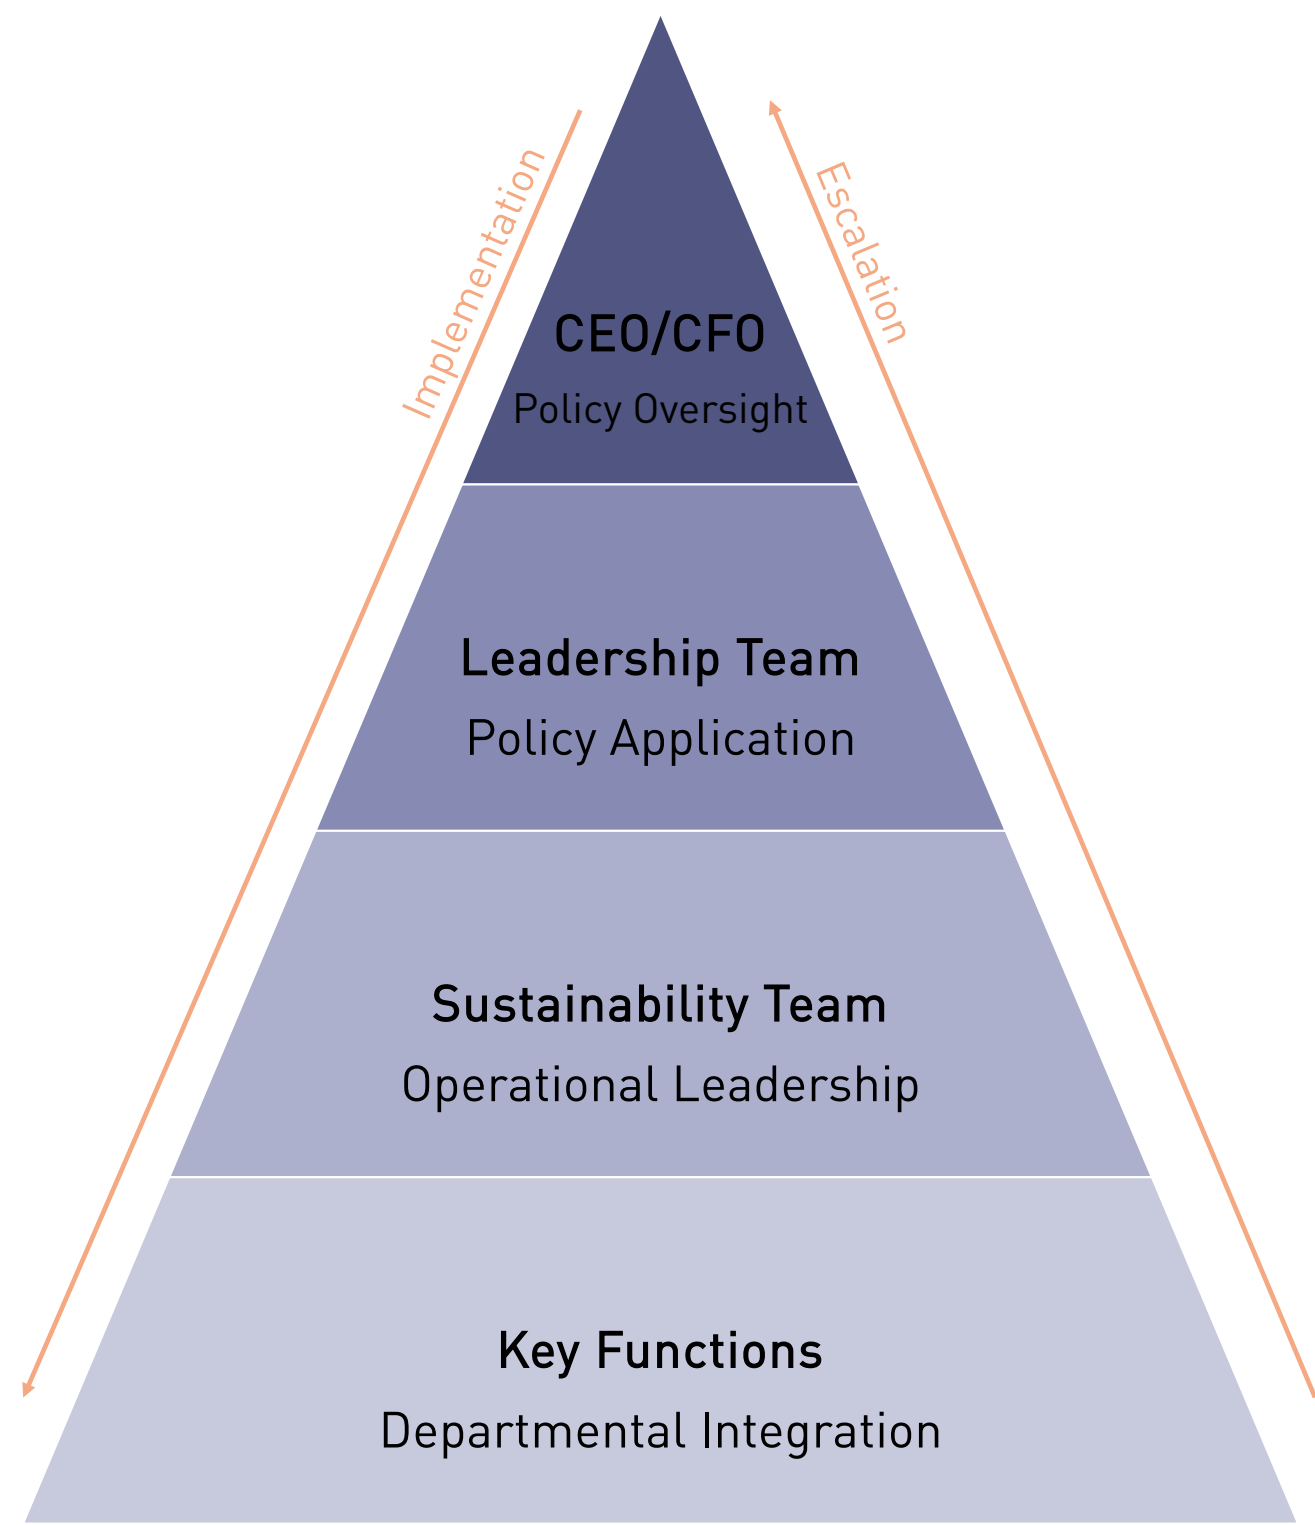 Implementation
Escalation
CEO/CFO
Policy Oversight
Leadership Team
Policy Application
Sustainability Team
Operational Leadership
Key Functions
Departmental Integration